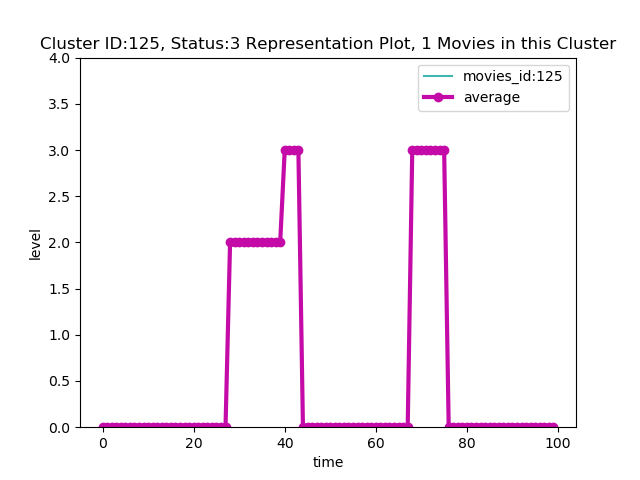 Cluster ID:125, Status:3 Representation Plot, 1 Movies in this Cluster
movies_id:125
average
4.0
3.5
3.0
2.5
2.0
1.5
1.0
0.5
0.0
level
0 20 40 60 80 100
time